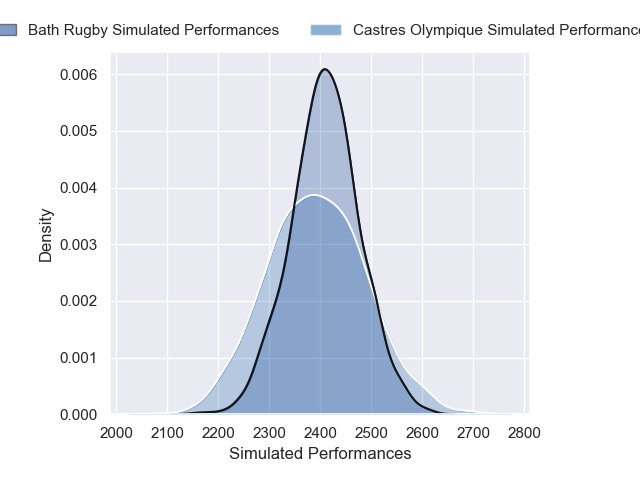 Bath Rugby Simulated Performances
Castres Olympique Simulated
0.006
0.005
0.004
0.003
0.002
0.001
0.000
Density
2000 2100 2200 2300 2400 2500 2600 2700 2800
Simulated Performances